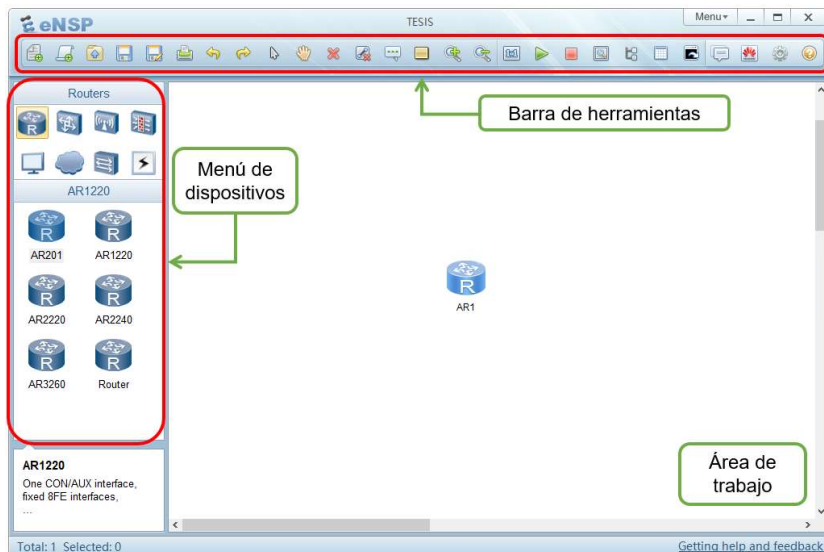 eNSP
TESIS
Menu
Barra de herramientas
Routers
Menú de
dispositivos
AR1220
R
AR201
R
AR1220
R
AR2220
R
AR2240
R
AR3260
R
Router
R
AR1
AR1220
One CON/AUX interface,
fixed 8FE interfaces,
...
Área de
trabajo
Total: 1 Selected: 0
Getting help and feedback